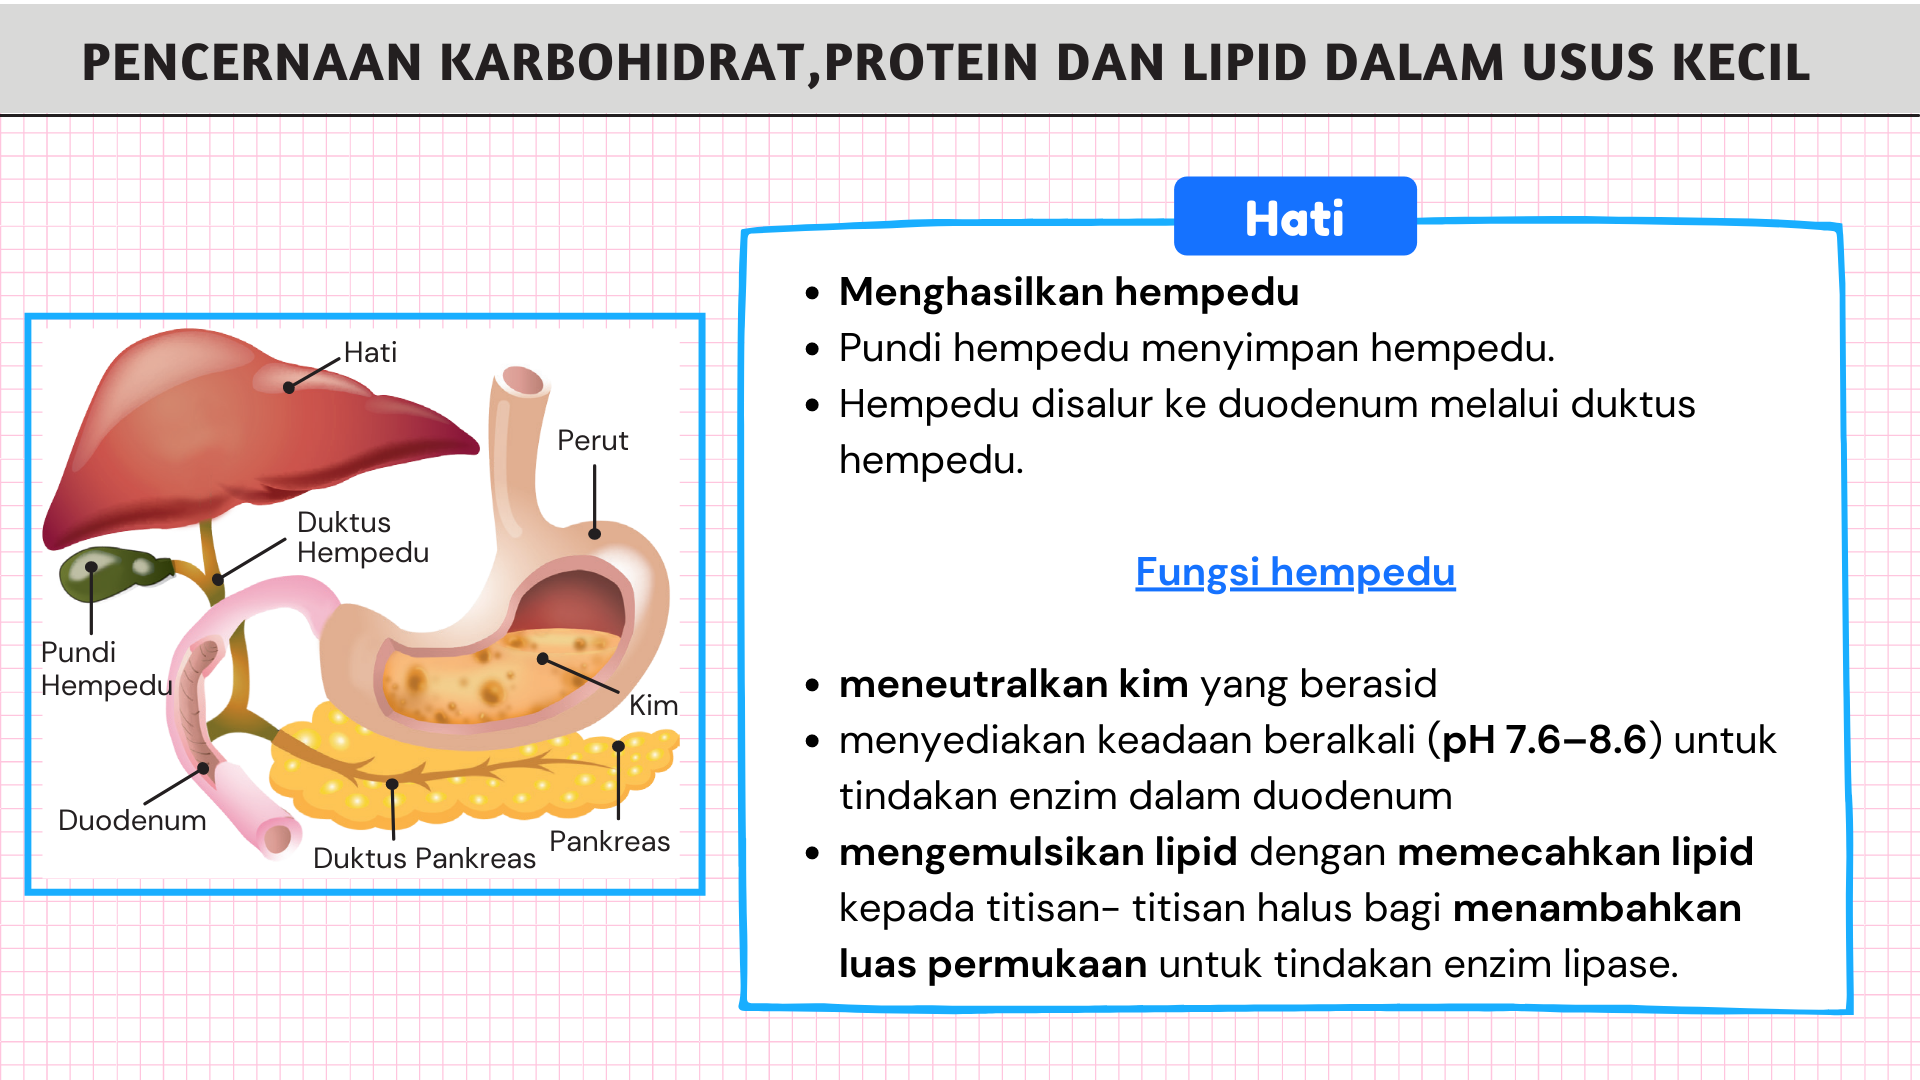 PENCERNAAN KARBOHIDRAT,PROTEIN DAN LIPID DALAM USUS KECIL
Hati
Perut
Duktus
Hempedu
Pundi
Hempedu
Kim
Duodenum
Duktus Pankreas
Pankreas
Hati
• Menghasilkan hempedu
• Pundi hempedu menyimpan hempedu.
• Hempedu disalur ke duodenum melalui duktus
hempedu.
Fungsi hempedu
• meneutralkan kim yang berasid
• menyediakan keadaan beralkali (pH 7.6–8.6) untuk
tindakan enzim dalam duodenum
• mengemulsikan lipid dengan memecahkan lipid
kepada titisan- titisan halus bagi menambahkan
luas permukaan untuk tindakan enzim lipase.